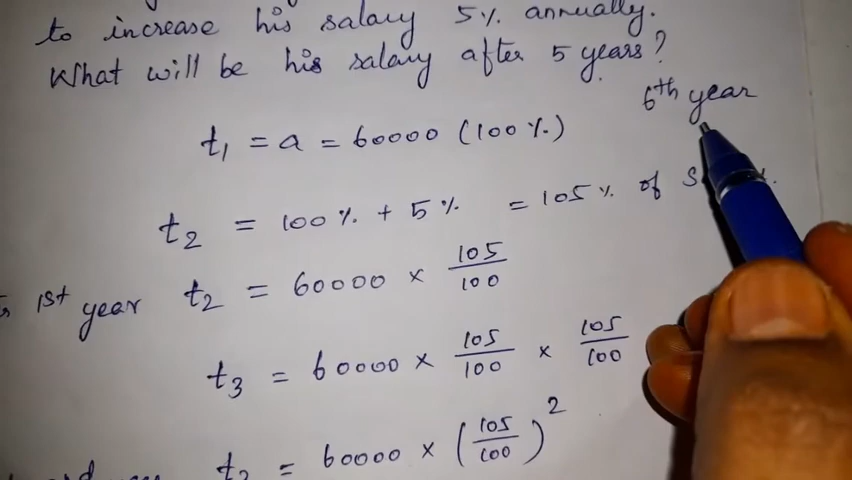 to increase his salary 5% annually.
What will be his salary after 5 years?
6th year
t₁ = a = 60000 (100%)
t₂ = 100% + 5% = 105% of
1st year t₂ = 60000 × 105/100
t₃ = 60000 × 105/100 × 105/100
t₃ = 60000 × (105/100)²